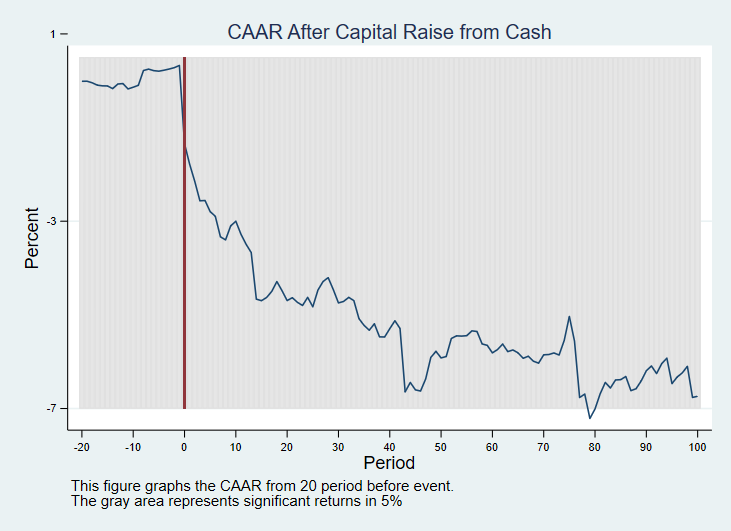 CAAR After Capital Raise from Cash
1
-3
-7
Percent
-20 -10 0 10 20 30 40 50 60 70 80 90 100
Period
This figure graphs the CAAR from 20 period before event.
The gray area represents significant returns in 5%